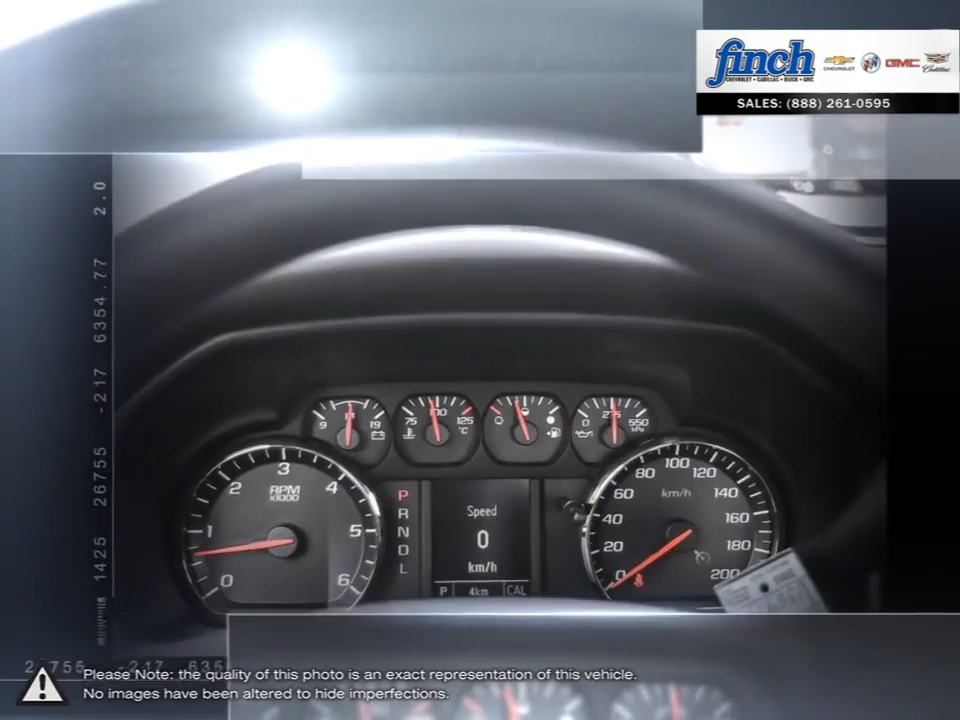 finch
CHEVROLET • CADILLAC • BUICK • GMC
CHEVROLET
GMC
Cadillac
SALES: (888) 261-0595
1425 26755 -217 6354.77 2.0
9 19
75 100 125 °C
0 275 550 kPa
0 1 2 3 4 5 6
RPM
X1000
P
R
N
D
L
Speed
0
km/h
P 4km CAL
0 20 40 60 80 100 120 140 160 180 200
km/h
Please Note: the quality of this photo is an exact representation of this vehicle.
No images have been altered to hide imperfections.